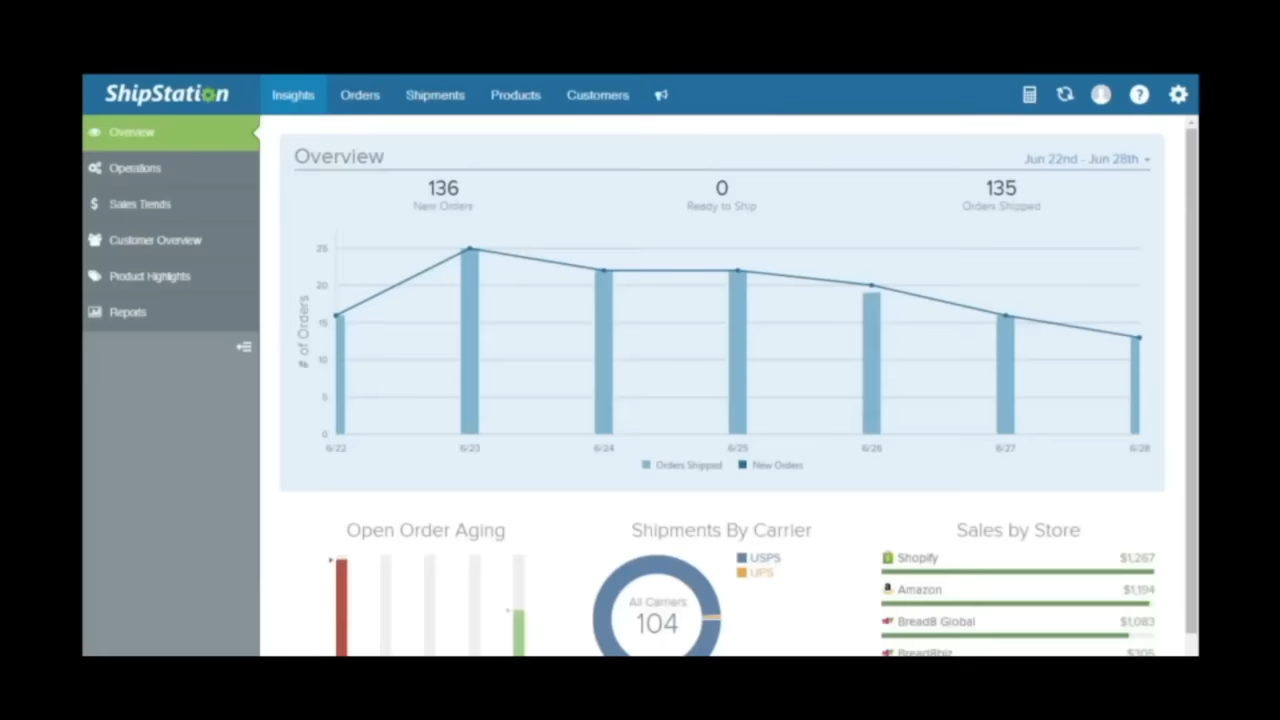 ShipStation
Insights
Orders
Shipments
Products
Customers
?
Overview
Operations
$ Sales Trends
Customer Overview
Product Highlights
Reports
Overview
Jun 22nd - Jun 28th
136
New Orders
0
Ready to Ship
135
Orders Shipped
# of Orders
25
20
15
10
5
0
6/22
6/23
6/24
6/25
6/26
6/27
6/28
Orders Shipped
New Orders
Open Order Aging
Shipments By Carrier
USPS
UPS
All Carriers
104
Sales by Store
Shopify $1,267
Amazon $1,194
Bread8 Global $1,083
Bread8biz $305